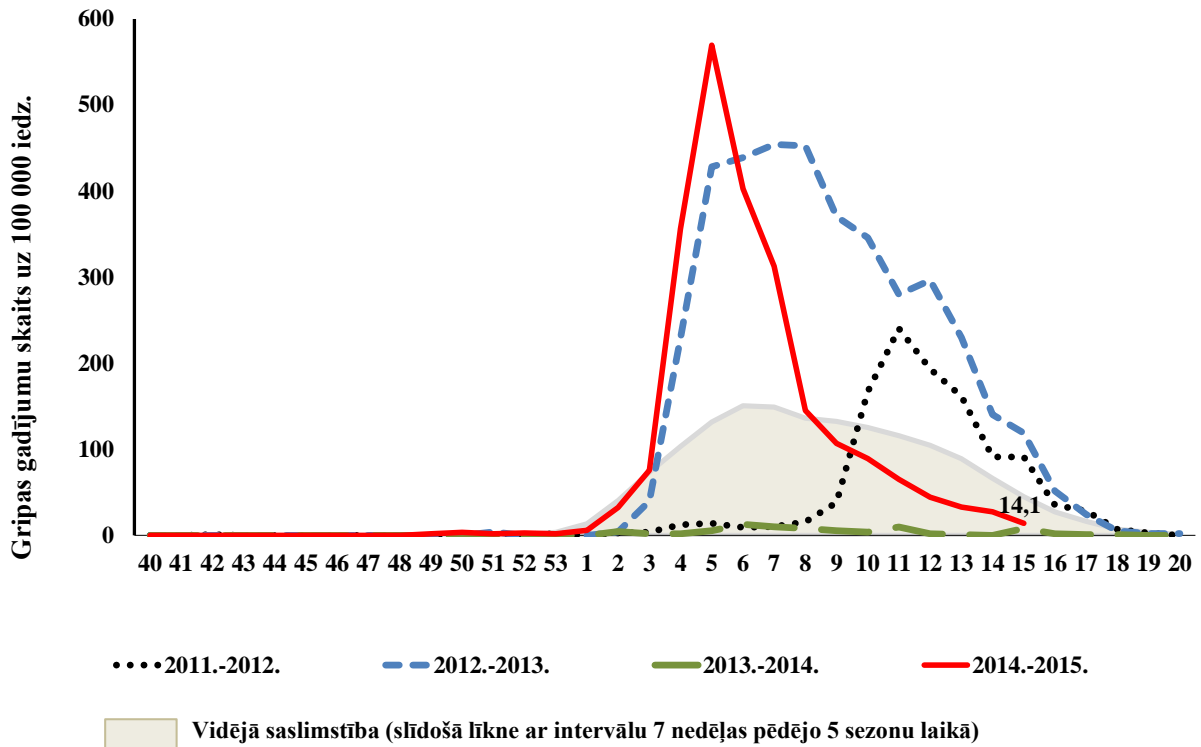 Gripas gadījumu skaits uz 100 000 iedz.
600
500
400
300
200
100
0
14,1
40 41 42 43 44 45 46 47 48 49 50 51 52 53 1 2 3 4 5 6 7 8 9 10 11 12 13 14 15 16 17 18 19 20
2011.-2012. 2012.-2013. 2013.-2014. 2014.-2015.
Vidējā saslimstība (slīdošā līkne ar intervālu 7 nedēļas pēdējo 5 sezonu laikā)